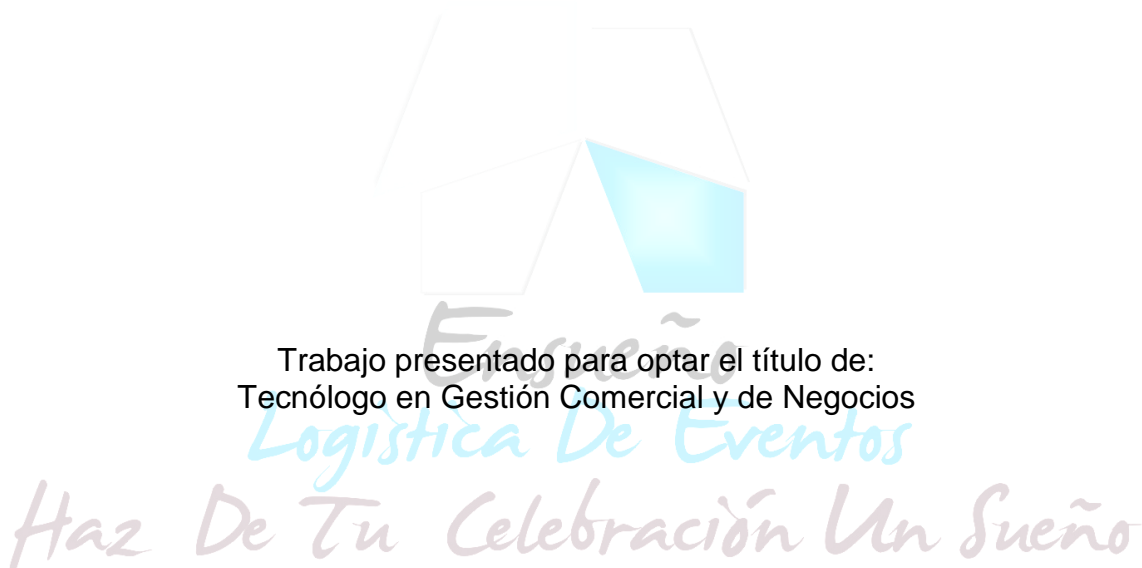 Ensueño
Trabajo presentado para optar el título de:
Tecnólogo en Gestión Comercial y de Negocios
Logìstica De Eventos
Haz De Tu Celebraciòn Un Sueño